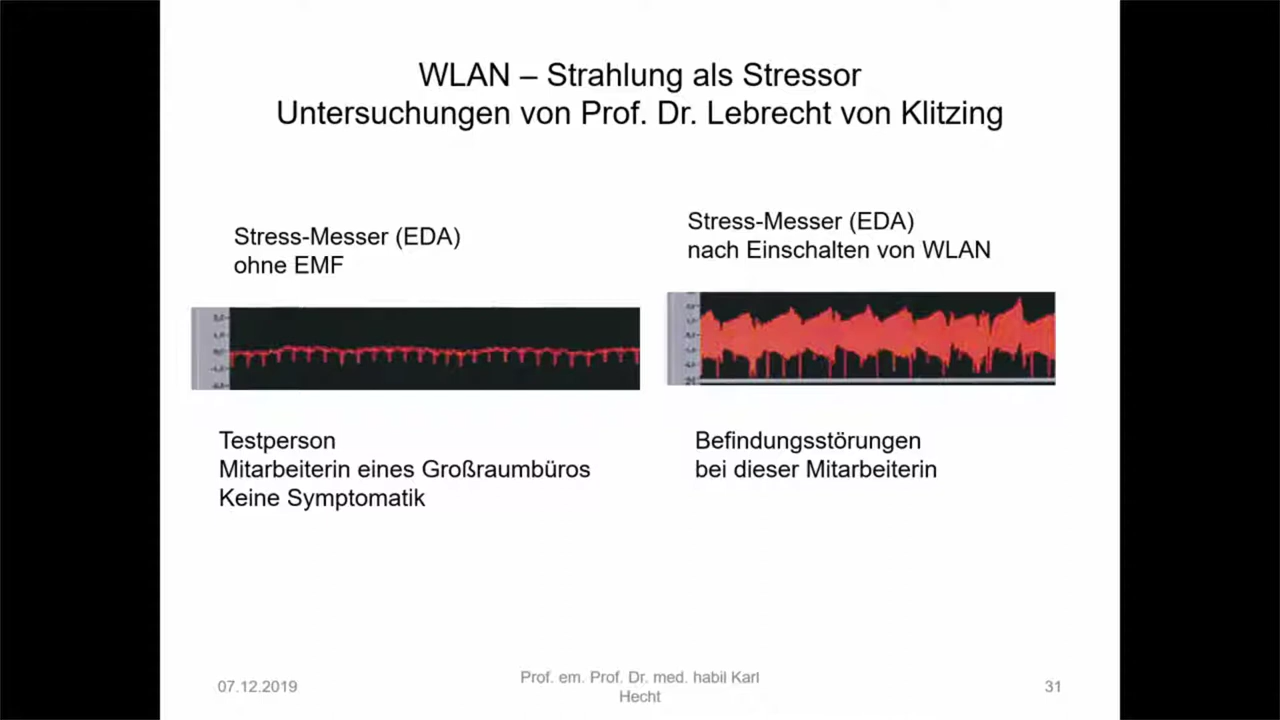 WLAN – Strahlung als Stressor
Untersuchungen von Prof. Dr. Lebrecht von Klitzing
Stress-Messer (EDA)
ohne EMF
Stress-Messer (EDA)
nach Einschalten von WLAN
Testperson
Mitarbeiterin eines Großraumbüros
Keine Symptomatik
Befindungsstörungen
bei dieser Mitarbeiterin
07.12.2019
Prof. em. Prof. Dr. med. habil Karl
Hecht
31